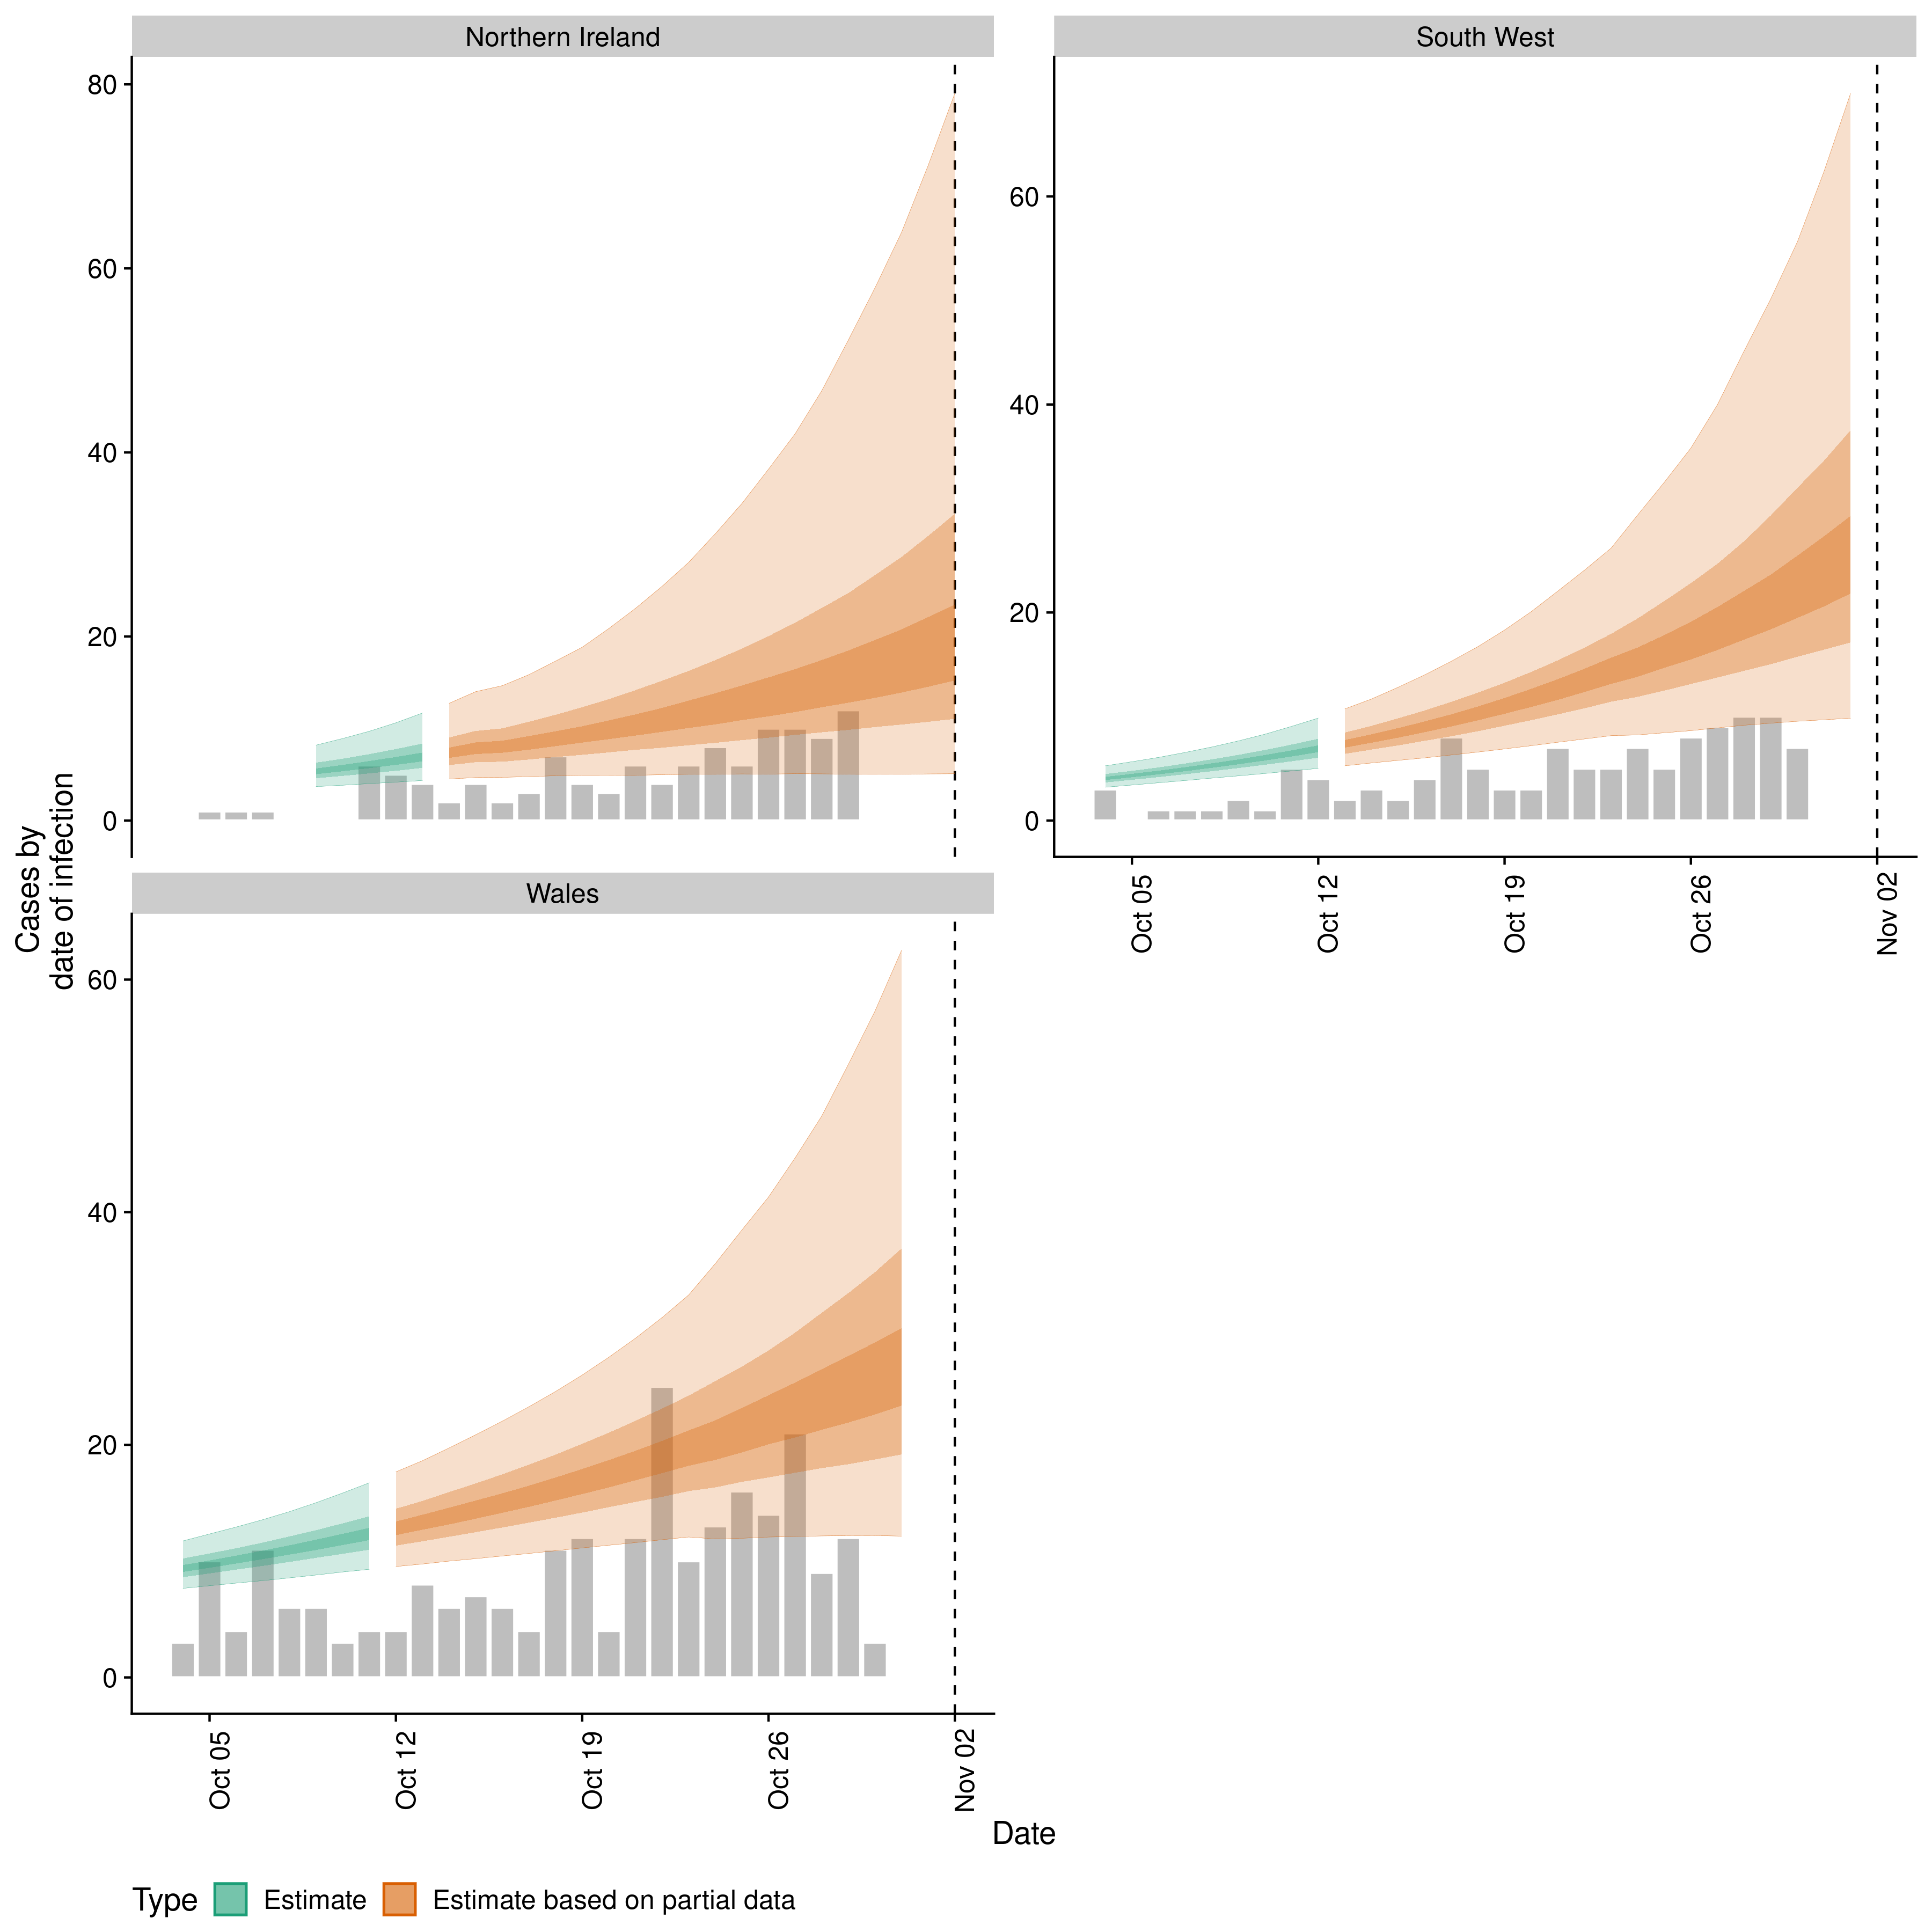 Northern Ireland
80
60
40
20
0
South West
60
40
20
0
Oct 05
Oct 12
Oct 19
Oct 26
Nov 02
Cases by
date of infection
Wales
60
40
20
0
Oct 05
Oct 12
Oct 19
Oct 26
Nov 02
Date
Type Estimate Estimate based on partial data